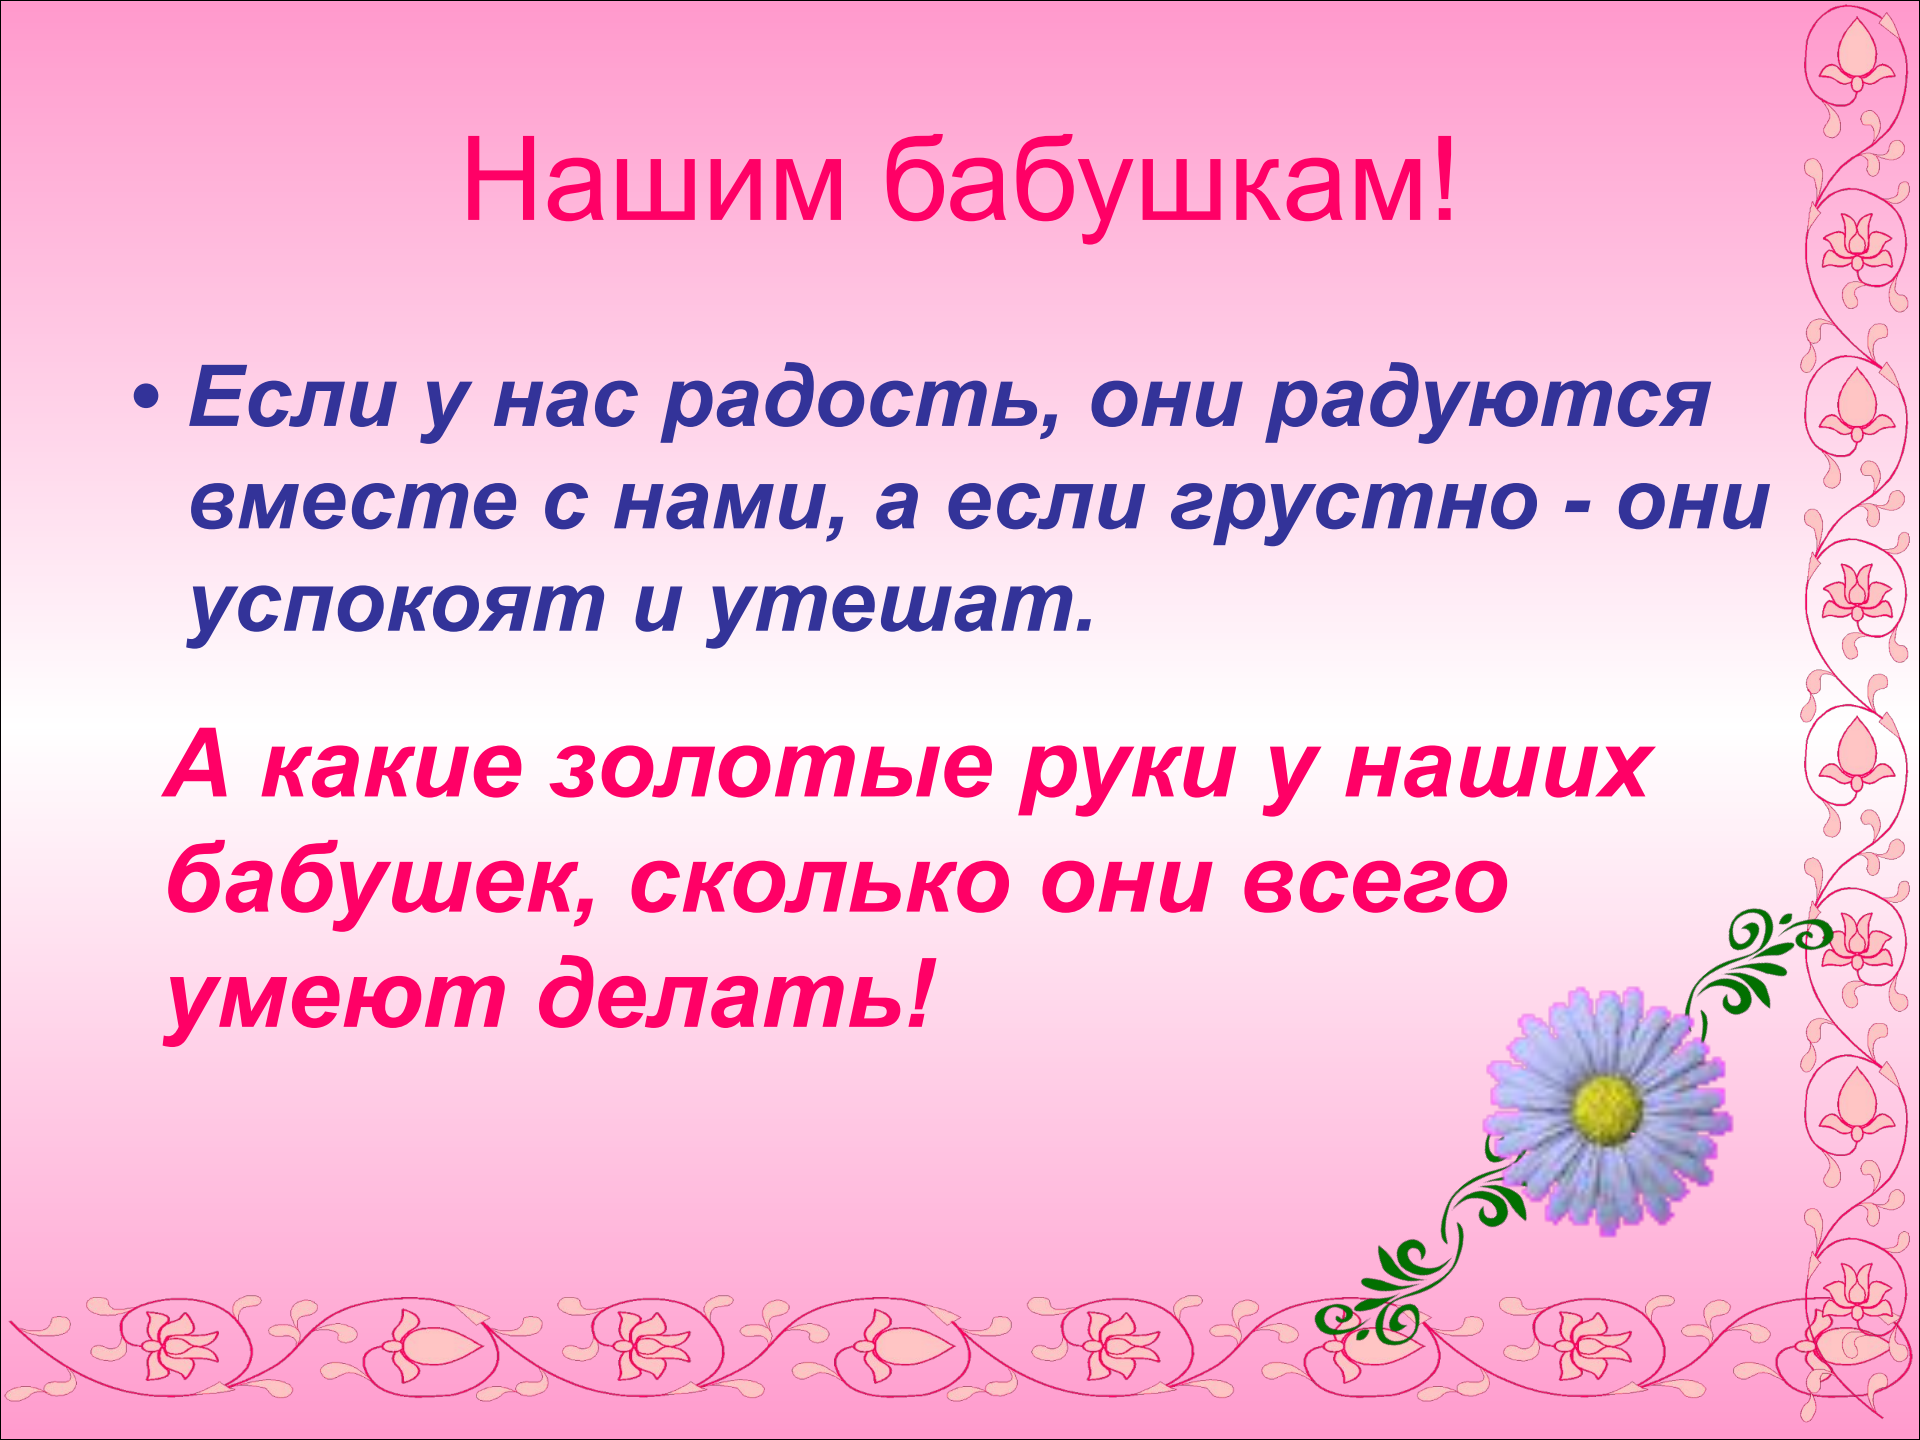 Нашим бабушкам!
• Если у нас радость, они радуются
вместе с нами, а если грустно - они
успокоят и утешат.
А какие золотые руки у наших
бабушек, сколько они всего
умеют делать!